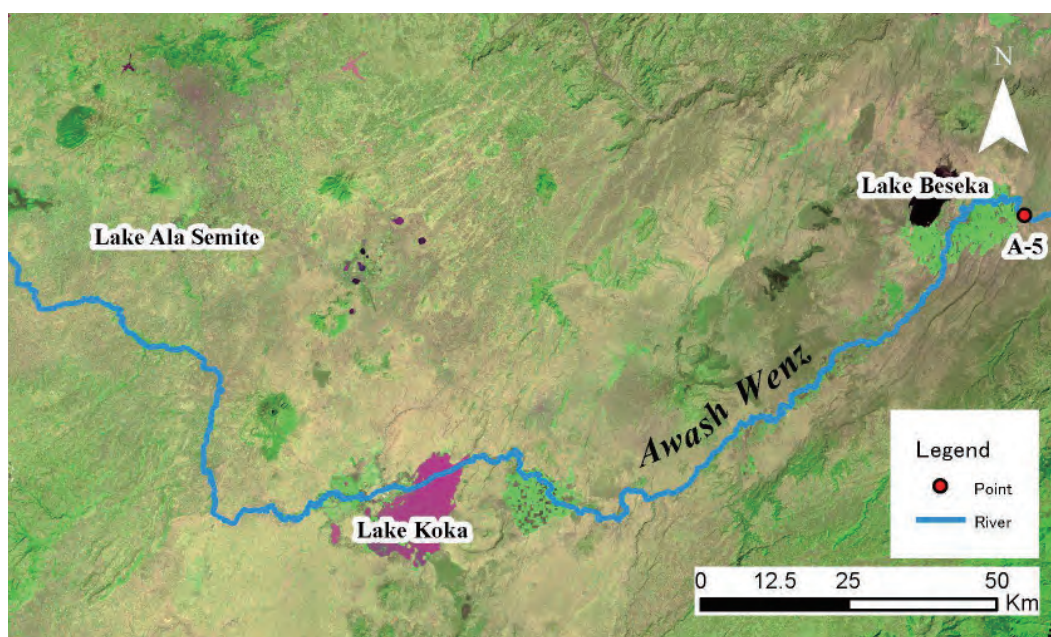 N
Lake Beseka
Lake Ala Semite
A-5
Awash Wenz
Legend
Point
River
Lake Koka
0 12.5 25 50
Km